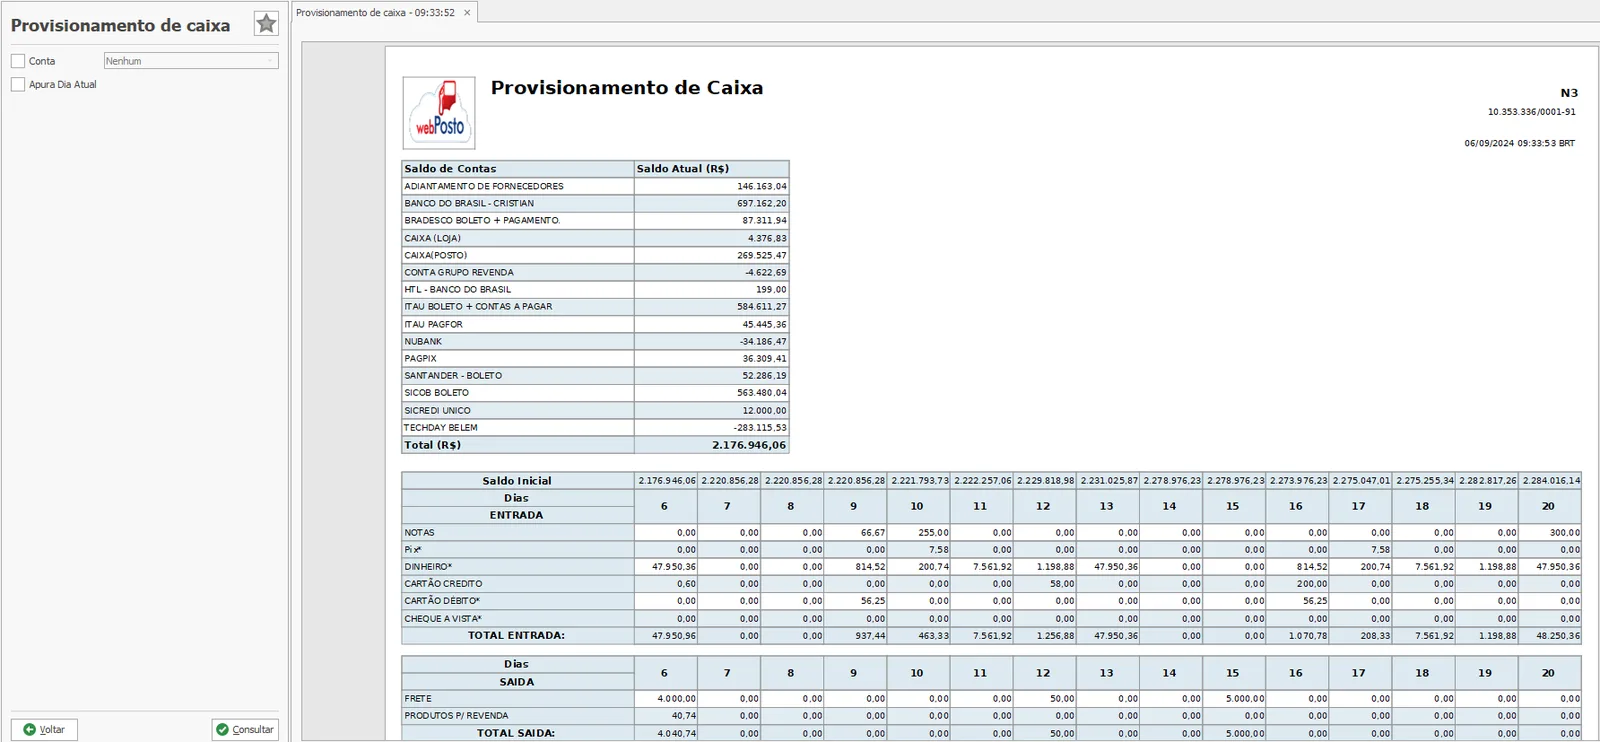 Provisionamento de caixa
Conta Nenhum
Apura Dia Atual
Voltar Consultar
Provisionamento de caixa - 09:33:52 ×
webPosto
Provisionamento de Caixa
N3
10.353.336/0001-91
06/09/2024 09:33:53 BRT
Saldo de Contas Saldo Atual (R$)
ADIANTAMENTO DE FORNECEDORES 146.163,04
BANCO DO BRASIL - CRISTIAN 697.162,20
BRADESCO BOLETO + PAGAMENTO. 87.311,94
CAIXA (LOJA) 4.376,83
CAIXA(POSTO) 269.525,47
CONTA GRUPO REVENDA -4.622,69
HTL - BANCO DO BRASIL 199,00
ITAU BOLETO + CONTAS A PAGAR 584.611,27
ITAU PAGFOR 45.445,36
NUBANK -34.186,47
PAGPIX 36.309,41
SANTANDER - BOLETO 52.286,19
SICOB BOLETO 563.480,04
SICREDI UNICO 12.000,00
TECHDAY BELEM -283.115,53
Total (R$) 2.176.946,06
Saldo Inicial 2.176.946,06 2.220.856,28 2.220.856,28 2.220.856,28 2.221.793,73 2.222.257,06 2.229.818,98 2.231.025,87 2.278.976,23 2.278.976,23 2.273.976,23 2.275.047,01 2.275.255,34 2.282.817,26 2.284.016,14
Dias 6 7 8 9 10 11 12 13 14 15 16 17 18 19 20
ENTRADA
NOTAS 0,00 0,00 0,00 66,67 255,00 0,00 0,00 0,00 0,00 0,00 0,00 0,00 0,00 0,00 300,00
Pix* 0,00 0,00 0,00 0,00 7,58 0,00 0,00 0,00 0,00 0,00 0,00 7,58 0,00 0,00 0,00
DINHEIRO* 47.950,36 0,00 0,00 814,52 200,74 7.561,92 1.198,88 47.950,36 0,00 0,00 814,52 200,74 7.561,92 1.198,88 47.950,36
CARTÃO CREDITO 0,60 0,00 0,00 0,00 0,00 0,00 58,00 0,00 0,00 0,00 200,00 0,00 0,00 0,00 0,00
CARTÃO DÉBITO* 0,00 0,00 0,00 56,25 0,00 0,00 0,00 0,00 0,00 0,00 56,25 0,00 0,00 0,00 0,00
CHEQUE A VISTA* 0,00 0,00 0,00 0,00 0,00 0,00 0,00 0,00 0,00 0,00 0,00 0,00 0,00 0,00 0,00
TOTAL ENTRADA: 47.950,96 0,00 0,00 937,44 463,33 7.561,92 1.256,88 47.950,36 0,00 0,00 1.070,78 208,33 7.561,92 1.198,88 48.250,36
Dias 6 7 8 9 10 11 12 13 14 15 16 17 18 19 20
SAIDA
FRETE 4.000,00 0,00 0,00 0,00 0,00 0,00 50,00 0,00 0,00 5.000,00 0,00 0,00 0,00 0,00 0,00
PRODUTOS P/ REVENDA 40,74 0,00 0,00 0,00 0,00 0,00 0,00 0,00 0,00 0,00 0,00 0,00 0,00 0,00 0,00
TOTAL SAIDA: 4.040,74 0,00 0,00 0,00 0,00 0,00 50,00 0,00 0,00 5.000,00 0,00 0,00 0,00 0,00 0,00